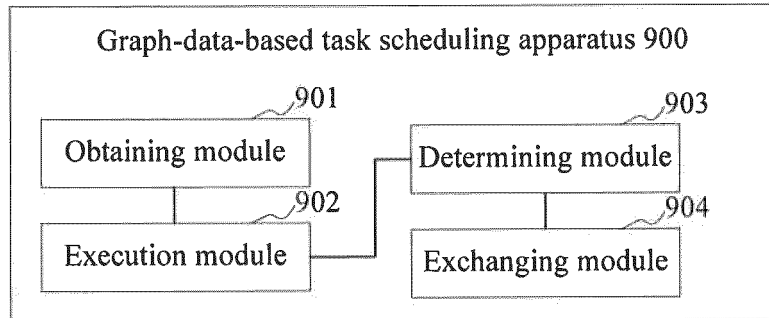 Graph-data-based task scheduling apparatus 900
901
Obtaining module
902
Execution module
903
Determining module
904
Exchanging module